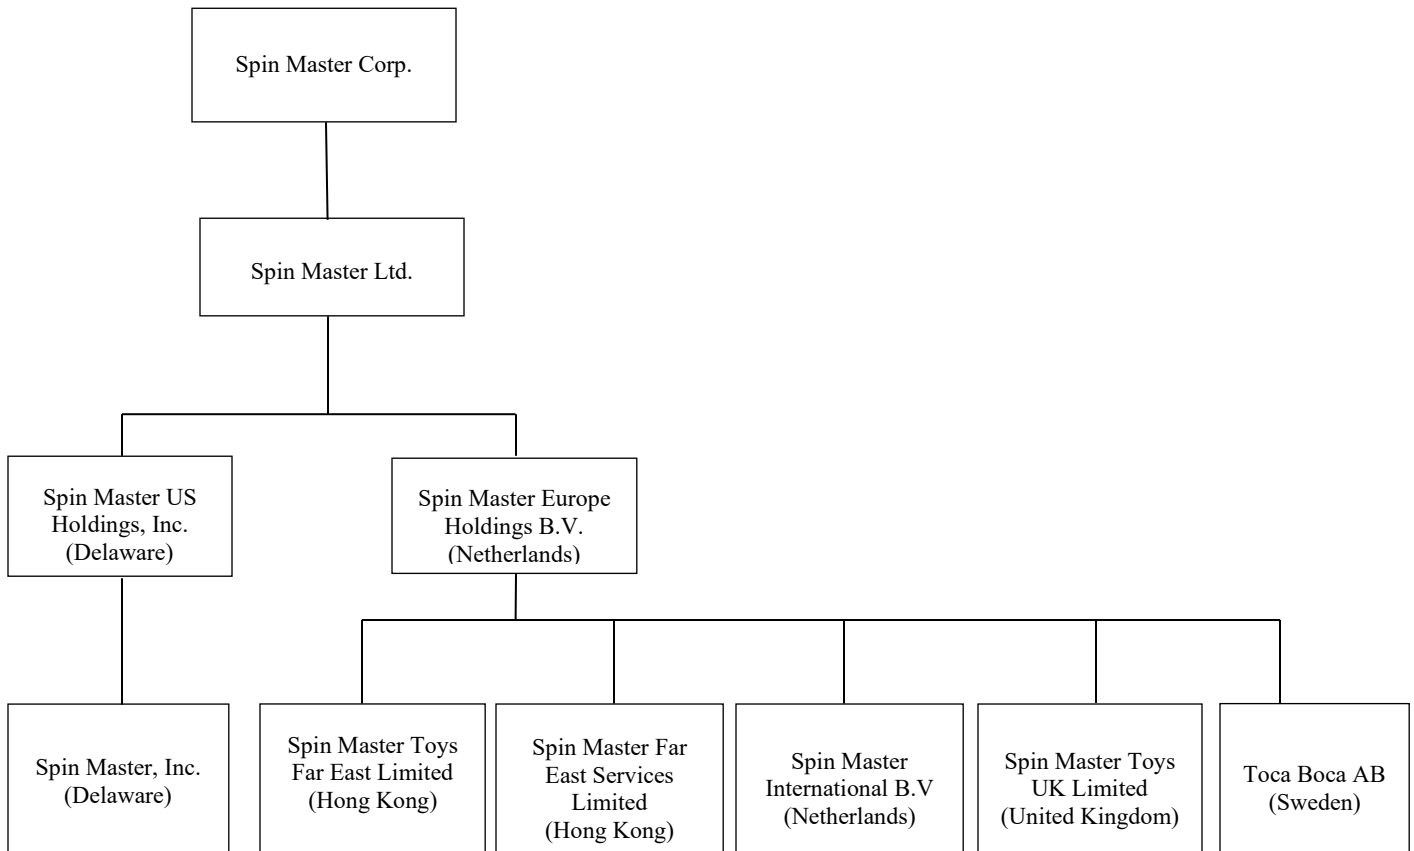 Spin Master Corp.
Spin Master Ltd.
Spin Master US
Holdings, Inc.
(Delaware)
Spin Master Europe
Holdings B.V.
(Netherlands)
Spin Master, Inc.
(Delaware)
Spin Master Toys
Far East Limited
(Hong Kong)
Spin Master Far
East Services
Limited
(Hong Kong)
Spin Master
International B.V
(Netherlands)
Spin Master Toys
UK Limited
(United Kingdom)
Toca Boca AB
(Sweden)